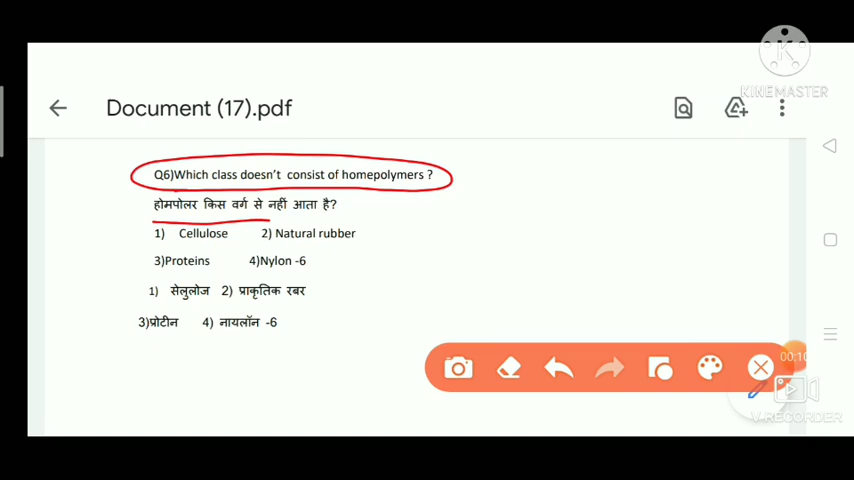 K
KINEMASTER
Document (17).pdf
Q6)Which class doesn't consist of homepolymers ?
होमपोलर किस वर्ग से नहीं आता है?
1) Cellulose 2) Natural rubber
3)Proteins 4)Nylon -6
1) सेलुलोज 2) प्राकृतिक रबर
3)प्रोटीन 4) नायलॉन -6
00:10
V-RECORDER